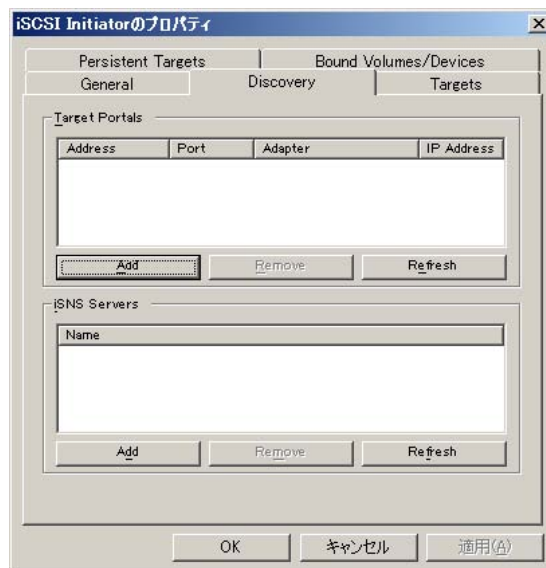 iSCSI Initiatorのプロパティ
Persistent Targets Bound Volumes/Devices
General Discovery Targets
Target Portals
Address Port Adapter IP Address
Add Remove Refresh
iSNS Servers
Name
Add Remove Refresh
OK キャンセル 適用(A)